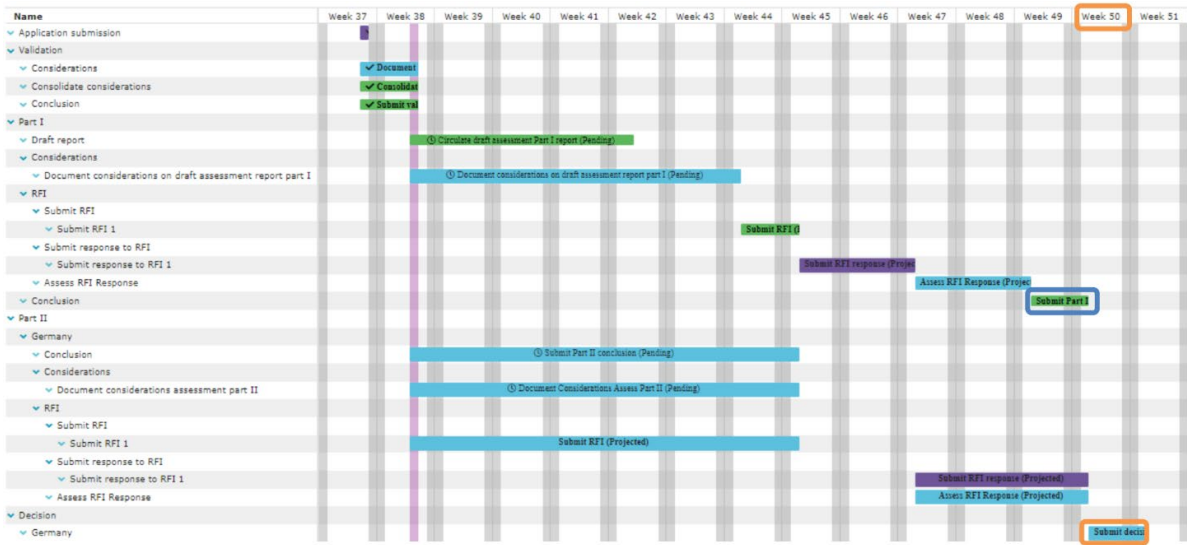 Name Week 37 Week 38 Week 39 Week 40 Week 41 Week 42 Week 43 Week 44 Week 45 Week 46 Week 47 Week 48 Week 49 Week 50 Week 51
Application submission
Validation
Considerations ✓ Document
Consolidate considerations ✓ Consolidat
Conclusion ✓ Submit val
Part I
Draft report Circulate draft assessment Part I report (Pending)
Considerations
Document considerations on draft assessment report part I Document considerations on draft assessment report part I (Pending)
RFI
Submit RFI
Submit RFI 1 Submit RFI (
Submit response to RFI
Submit response to RFI 1 Submit RFI response (Projec
Assess RFI Response Assess RFI Response (Projec
Conclusion Submit Part I
Part II
Germany
Conclusion Submit Part II conclusion (Pending)
Considerations
Document considerations assessment part II Document Considerations Assess Part II (Pending)
RFI
Submit RFI
Submit RFI 1 Submit RFI (Projected)
Submit response to RFI
Submit response to RFI 1 Submit RFI response (Projected)
Assess RFI Response Assess RFI Response (Projected)
Decision
Germany Submit decis